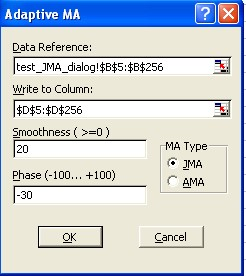 Adaptive MA
Data Reference:
test_JMA_dialog!$B$5:$B$256
Write to Column:
$D$5:$D$256
Smoothness ( >=0 )
20
Phase (-100... +100)
-30
MA Type
JMA
AMA
OK
Cancel